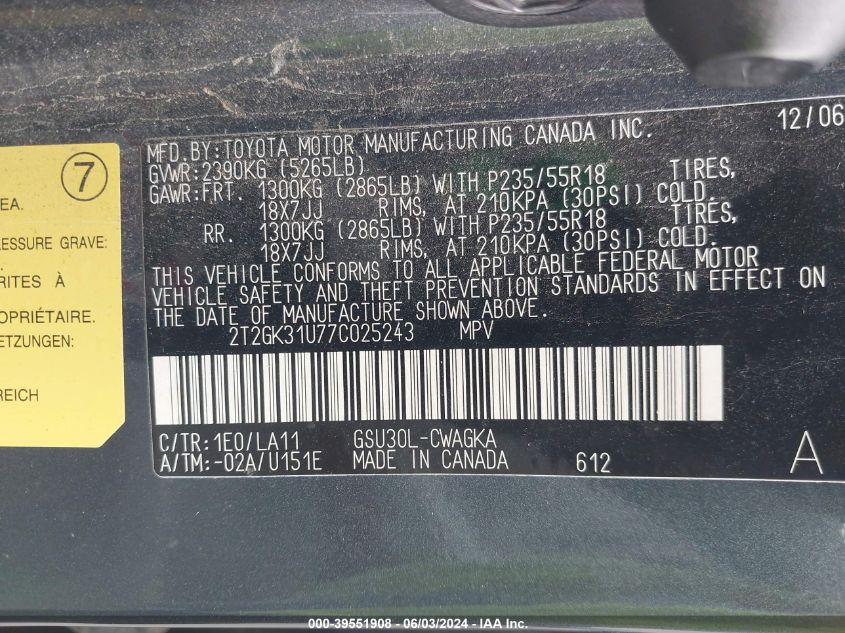 7
EA.
RESSURE GRAVE:
RITES À
OPRIÉTAIRE.
ETZUNGEN:
REICH
12/06
MFD.BY:TOYOTA MOTOR MANUFACTURING CANADA INC.
GVWR:2390KG (5265LB)
GAWR:FRT. 1300KG (2865LB) WITH P235/55R18 TIRES,
18X7JJ RIMS, AT 210KPA (30PSI) COLD.
RR. 1300KG (2865LB) WITH P235/55R18 TIRES,
18X7JJ RIMS, AT 210KPA (30PSI) COLD.
THIS VEHICLE CONFORMS TO ALL APPLICABLE FEDERAL MOTOR
VEHICLE SAFETY AND THEFT PREVENTION STANDARDS IN EFFECT ON
THE DATE OF MANUFACTURE SHOWN ABOVE.
2T2GK31U77C025243 MPV
C/TR:1E0/LA11 GSU30L-CWAGKA
A/TM:-02A/U151E MADE IN CANADA 612 A
000-39551908 - 06/03/2024 - IAA Inc.